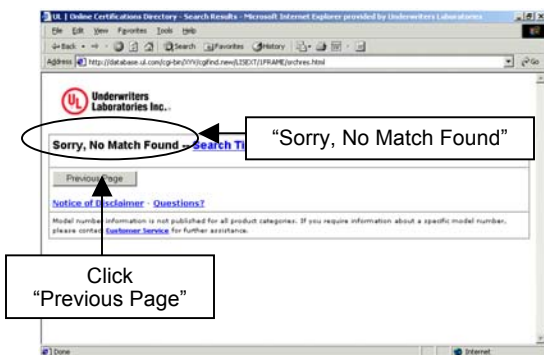 UL | Online Certifications Directory - Search Results - Microsoft Internet Explorer provided by Underwriters Laboratories
File Edit View Favorites Tools Help
Back Search Favorites History
Address http://database.ul.com/cgi-bin/XYV/cgifind.new/LISEXT/1FRAME/srchres.html Go
UL Underwriters
Laboratories Inc.
Sorry, No Match Found -- Search Ti
“Sorry, No Match Found”
Previous Page
Notice of Disclaimer - Questions?
Model number information is not published for all product categories. If you require information about a specific model number,
please contact Customer Service for further assistance.
Click
“Previous Page”
Done Internet